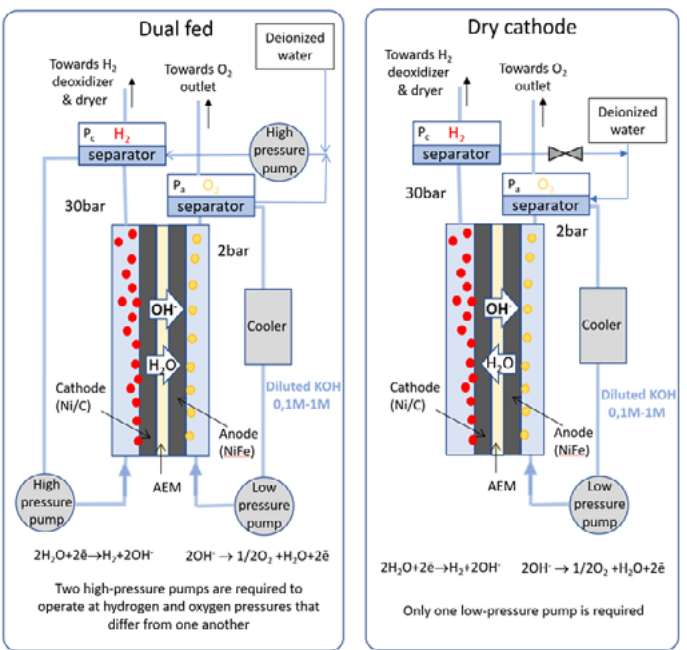 Dual fed
Deionized
water
Towards H₂
deoxidizer
& dryer
Towards O₂
outlet
P꜀ H₂
separator
High
pressure
pump
Pₐ O₂
separator
30bar
2bar
OH⁻
H₂O
Cooler
Diluted KOH
0,1M-1M
Cathode
(Ni/C)
Anode
(NiFe)
AEM
High
pressure
pump
Low
pressure
pump
2H₂O+2ē→H₂+2OH⁻ 2OH⁻ → 1/2O₂ +H₂O+2ē
Two high-pressure pumps are required to
operate at hydrogen and oxygen pressures that
differ from one another
Dry cathode
Towards H₂
deoxidizer
& dryer
Towards O₂
outlet
Deionized
water
P꜀ H₂
separator
Pₐ O₂
separator
30bar
2bar
OH⁻
H₂O
Cooler
Diluted KOH
0,1M-1M
Cathode
(Ni/C)
Anode
(NiFe)
AEM
Low
pressure
pump
2H₂O+2ē→H₂+2OH⁻ 2OH⁻ → 1/2O₂ +H₂O+2ē
Only one low-pressure pump is required